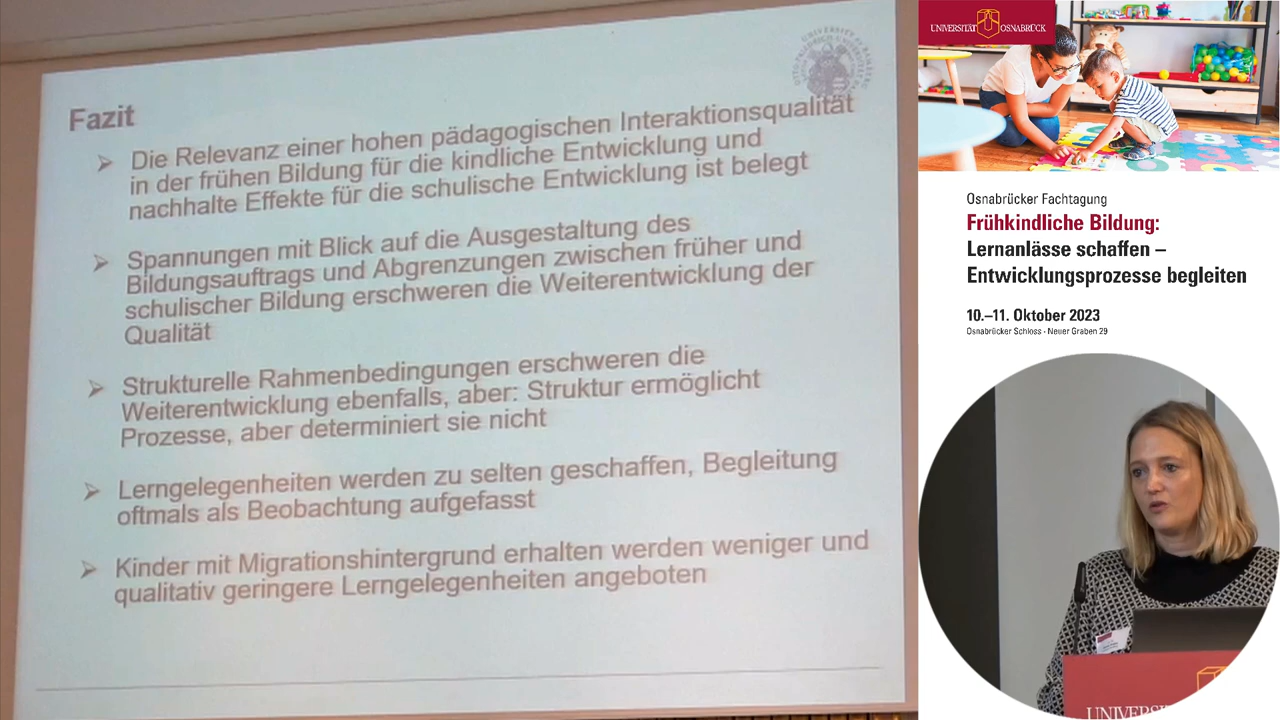 Fazit
Die Relevanz einer hohen pädagogischen Interaktionsqualität
in der frühen Bildung für die kindliche Entwicklung und
nachhalte Effekte für die schulische Entwicklung ist belegt
Spannungen mit Blick auf die Ausgestaltung des
Bildungsauftrags und Abgrenzungen zwischen früher und
schulischer Bildung erschweren die Weiterentwicklung der
Qualität
Strukturelle Rahmenbedingungen erschweren die
Weiterentwicklung ebenfalls, aber: Struktur ermöglicht
Prozesse, aber determiniert sie nicht
Lerngelegenheiten werden zu selten geschaffen, Begleitung
oftmals als Beobachtung aufgefasst
Kinder mit Migrationshintergrund erhalten werden weniger und
qualitativ geringere Lerngelegenheiten angeboten
UNIVERSITÄT OSNABRÜCK
Osnabrücker Fachtagung
Frühkindliche Bildung:
Lernanlässe schaffen –
Entwicklungsprozesse begleiten
10.–11. Oktober 2023
Osnabrücker Schloss · Neuer Graben 29